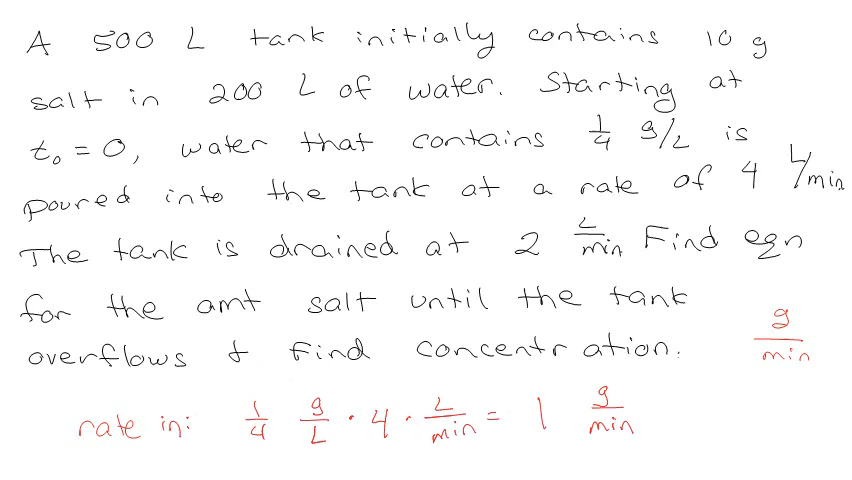 A 500 L tank initially contains 10 g
salt in 200 L of water. Starting at
t₀ = 0, water that contains 1/4 g/L is
poured into the tank at a rate of 4 L/min
The tank is drained at 2 L/min Find eqn
for the amt salt until the tank
overflows & find concentration.
g/min
rate in: 1/4 g/L · 4 · L/min = 1 g/min